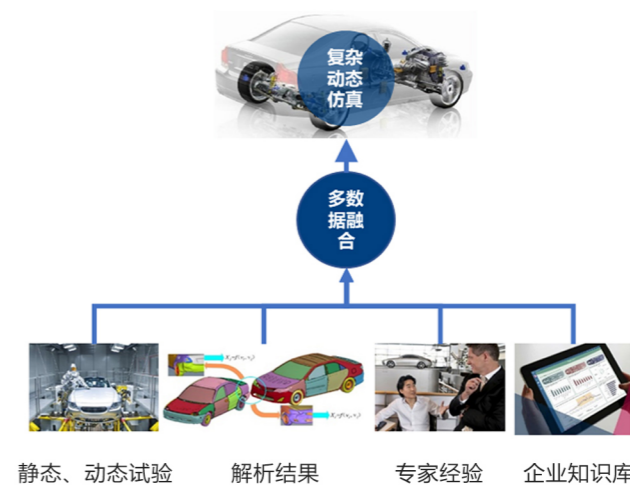 复杂
动态
仿真
多数
据融
合
静态、动态试验
解析结果
专家经验
企业知识库